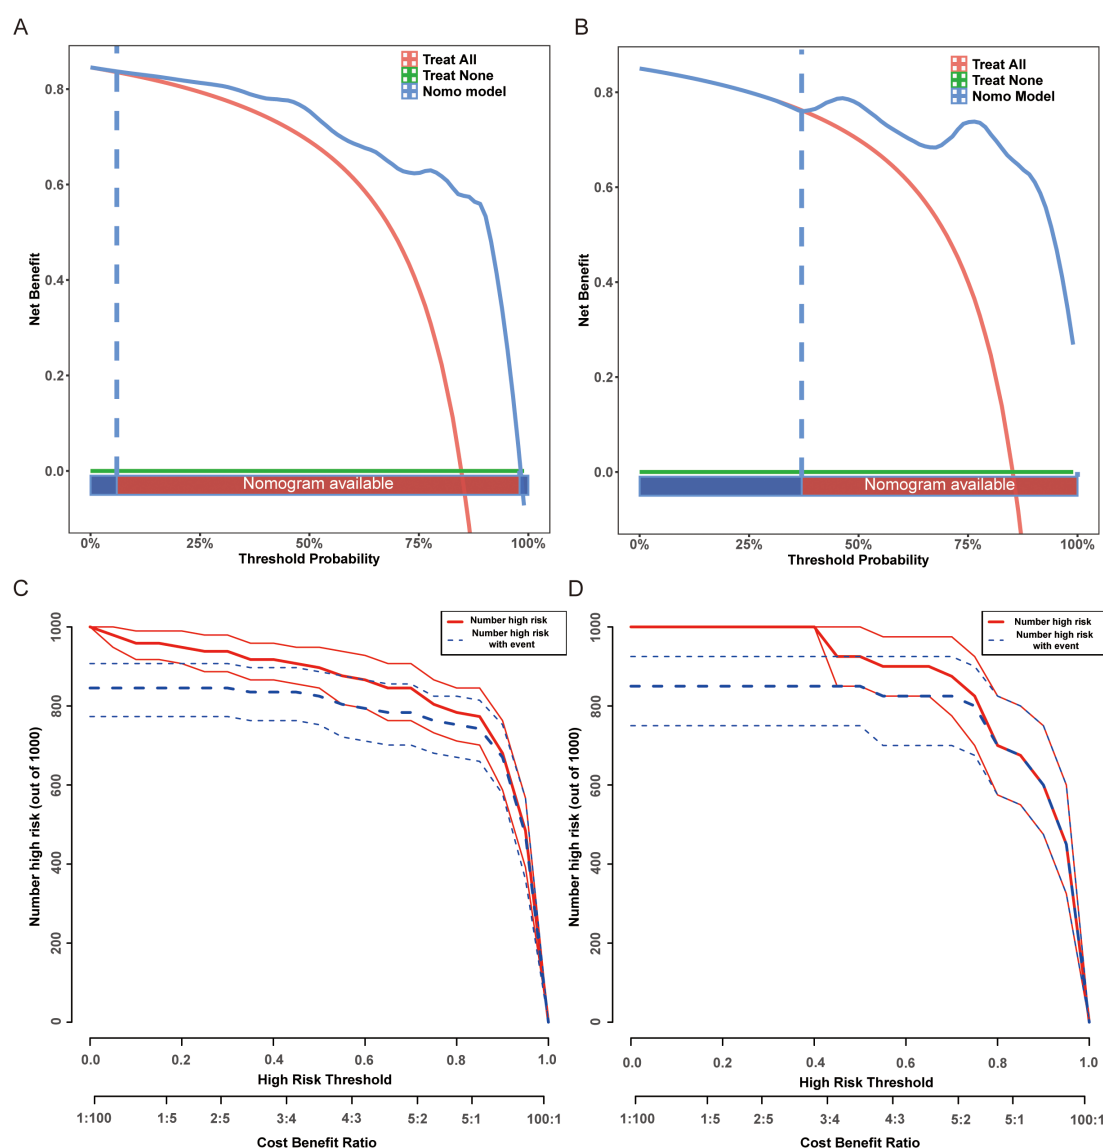 A
Treat All
Treat None
Nomo model
Net Benefit
0.8
0.6
0.4
0.2
0.0
Nomogram available
0%
25%
50%
75%
100%
Threshold Probability
B
Treat All
Treat None
Nomo Model
Net Benefit
0.8
0.6
0.4
0.2
0.0
Nomogram available
0%
25%
50%
75%
100%
Threshold Probability
C
Number high risk
Number high risk
with event
Number high risk (out of 1000)
1000
800
600
400
200
0
0.0
0.2
0.4
0.6
0.8
1.0
High Risk Threshold
1:100
1:5
2:5
3:4
4:3
5:2
5:1
100:1
Cost Benefit Ratio
D
Number high risk
Number high risk
with event
Number high risk (out of 1000)
1000
800
600
400
200
0
0.0
0.2
0.4
0.6
0.8
1.0
High Risk Threshold
1:100
1:5
2:5
3:4
4:3
5:2
5:1
100:1
Cost Benefit Ratio